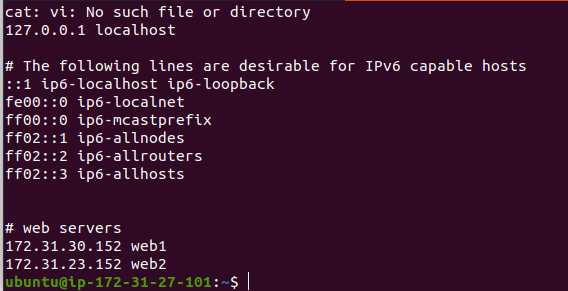 cat: vi: No such file or directory
127.0.0.1 localhost
# The following lines are desirable for IPv6 capable hosts
::1 ip6-localhost ip6-loopback
fe00::0 ip6-localnet
ff00::0 ip6-mcastprefix
ff02::1 ip6-allnodes
ff02::2 ip6-allrouters
ff02::3 ip6-allhosts
# web servers
172.31.30.152 web1
172.31.23.152 web2
ubuntu@ip-172-31-27-101:~$